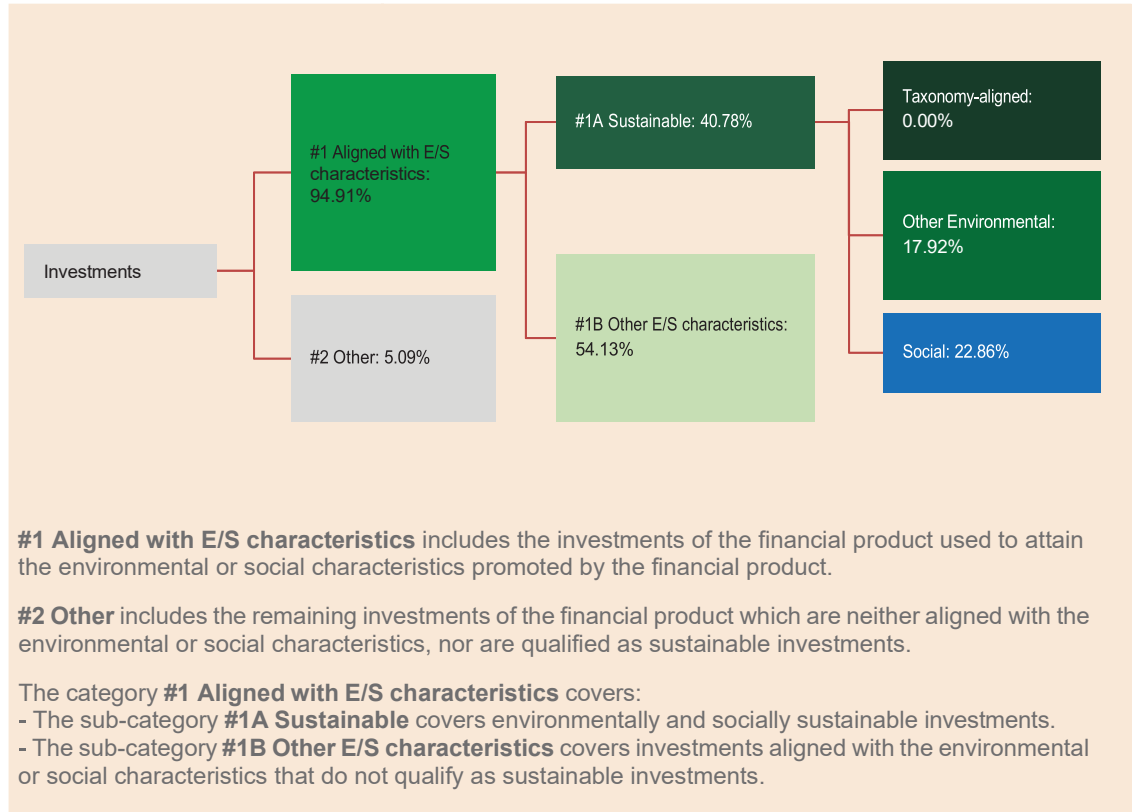 Investments
#1 Aligned with E/S
characteristics:
94.91%
#2 Other: 5.09%
#1A Sustainable: 40.78%
#1B Other E/S characteristics:
54.13%
Taxonomy-aligned:
0.00%
Other Environmental:
17.92%
Social: 22.86%
#1 Aligned with E/S characteristics includes the investments of the financial product used to attain
the environmental or social characteristics promoted by the financial product.
#2 Other includes the remaining investments of the financial product which are neither aligned with the
environmental or social characteristics, nor are qualified as sustainable investments.
The category #1 Aligned with E/S characteristics covers:
- The sub-category #1A Sustainable covers environmentally and socially sustainable investments.
- The sub-category #1B Other E/S characteristics covers investments aligned with the environmental
or social characteristics that do not qualify as sustainable investments.